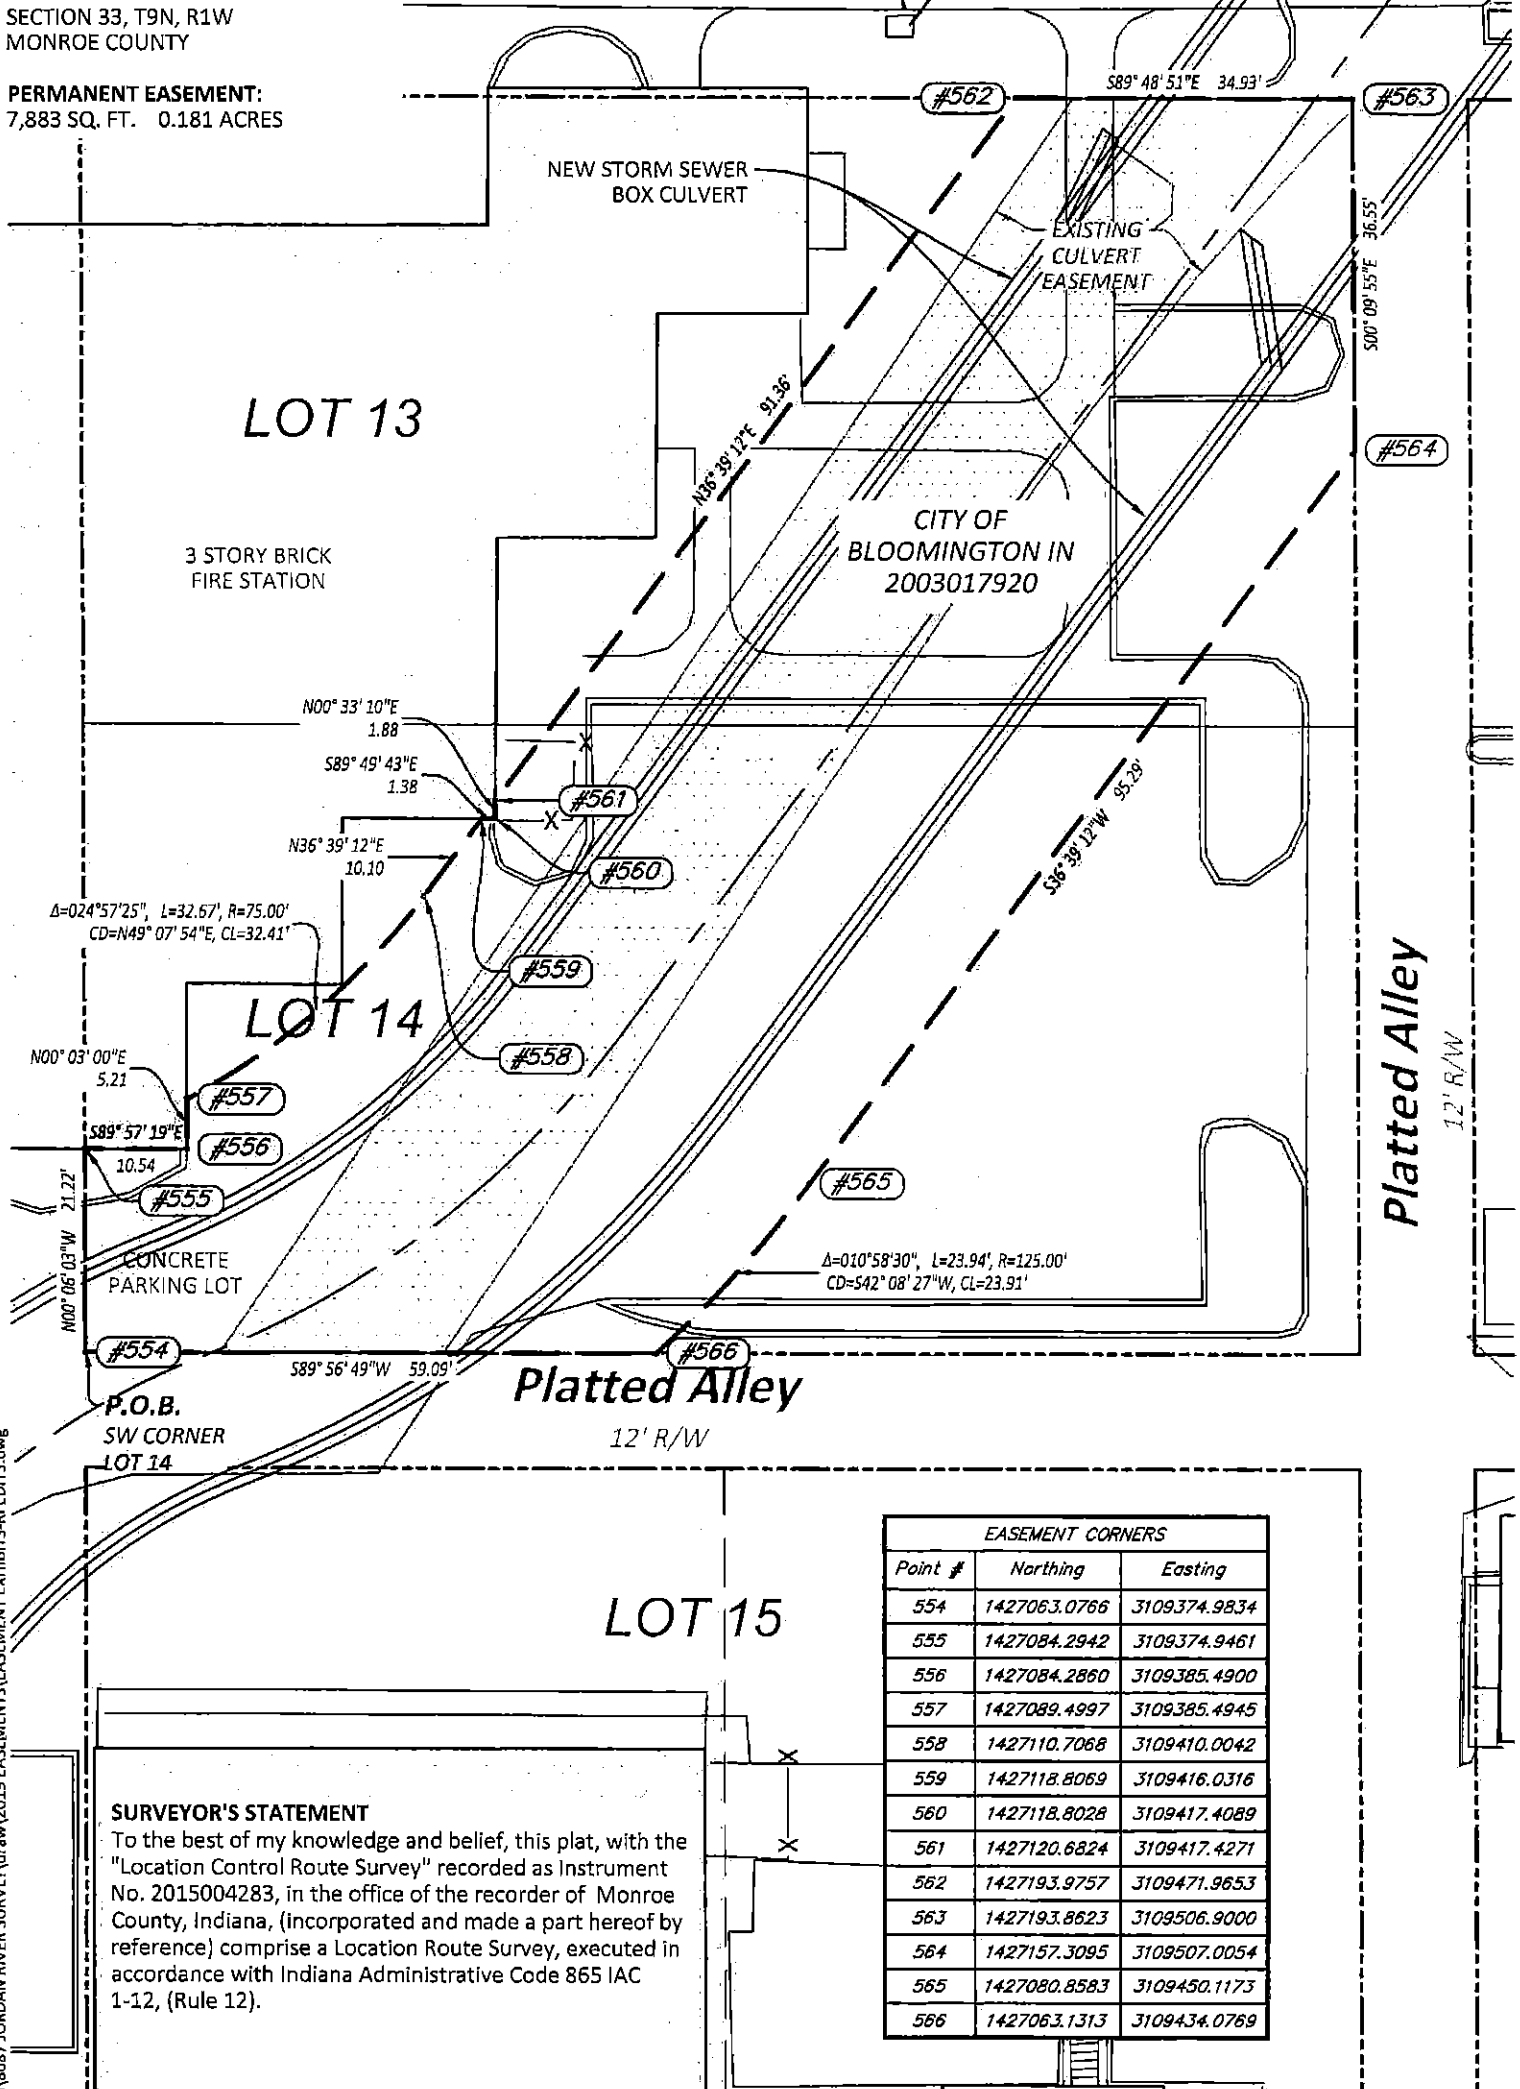 SECTION 33, T9N, R1W
MONROE COUNTY
PERMANENT EASEMENT:
7,883 SQ. FT. 0.181 ACRES
#562
S89° 48' 51"E 34.93'
#563
NEW STORM SEWER
BOX CULVERT
EXISTING
CULVERT
EASEMENT
S00° 09' 55"E 36.55'
LOT 13
N36° 39' 12"E 91.36'
#564
3 STORY BRICK
FIRE STATION
CITY OF
BLOOMINGTON IN
2003017920
N00° 33' 10"E
1.88
S89° 49' 43"E
1.38
#561
N36° 39' 12"E
10.10
#560
S36° 39' 12"W 95.29'
Δ=024°57'25", L=32.67', R=75.00'
CD=N49° 07' 54"E, CL=32.41'
#559
LOT 14
#558
N00° 03' 00"E
5.21
#557
S89° 57' 19"E
10.54
#556
#555
#565
Platted Alley
12' R/W
N00° 06' 03"W 21.22'
CONCRETE
PARKING LOT
Δ=010°58'30", L=23.94', R=125.00'
CD=S42° 08' 27"W, CL=23.91'
#554
S89° 56' 49"W 59.09'
#566
Platted Alley
12' R/W
P.O.B.
SW CORNER
LOT 14
LOT 15
EASEMENT CORNERS
Point # Northing Easting
554 1427063.0766 3109374.9834
555 1427084.2942 3109374.9461
556 1427084.2860 3109385.4900
557 1427089.4997 3109385.4945
558 1427110.7068 3109410.0042
559 1427118.8069 3109416.0316
560 1427118.8028 3109417.4089
561 1427120.6824 3109417.4271
562 1427193.9757 3109471.9653
563 1427193.8623 3109506.9000
564 1427157.3095 3109507.0054
565 1427080.8583 3109450.1173
566 1427063.1313 3109434.0769
SURVEYOR'S STATEMENT
To the best of my knowledge and belief, this plat, with the
"Location Control Route Survey" recorded as Instrument
No. 2015004283, in the office of the recorder of Monroe
County, Indiana, (incorporated and made a part hereof by
reference) comprise a Location Route Survey, executed in
accordance with Indiana Administrative Code 865 IAC
1-12, (Rule 12).